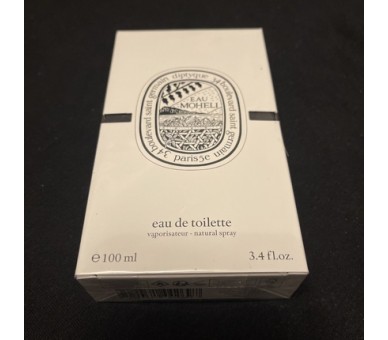 34 boulevard saint germain diptyque 34 boulevard saint germain
paris5e
EAU
MOHELI
eau de toilette
vaporisateur - natural spray
℮ 100 ml
3.4 fl.oz.